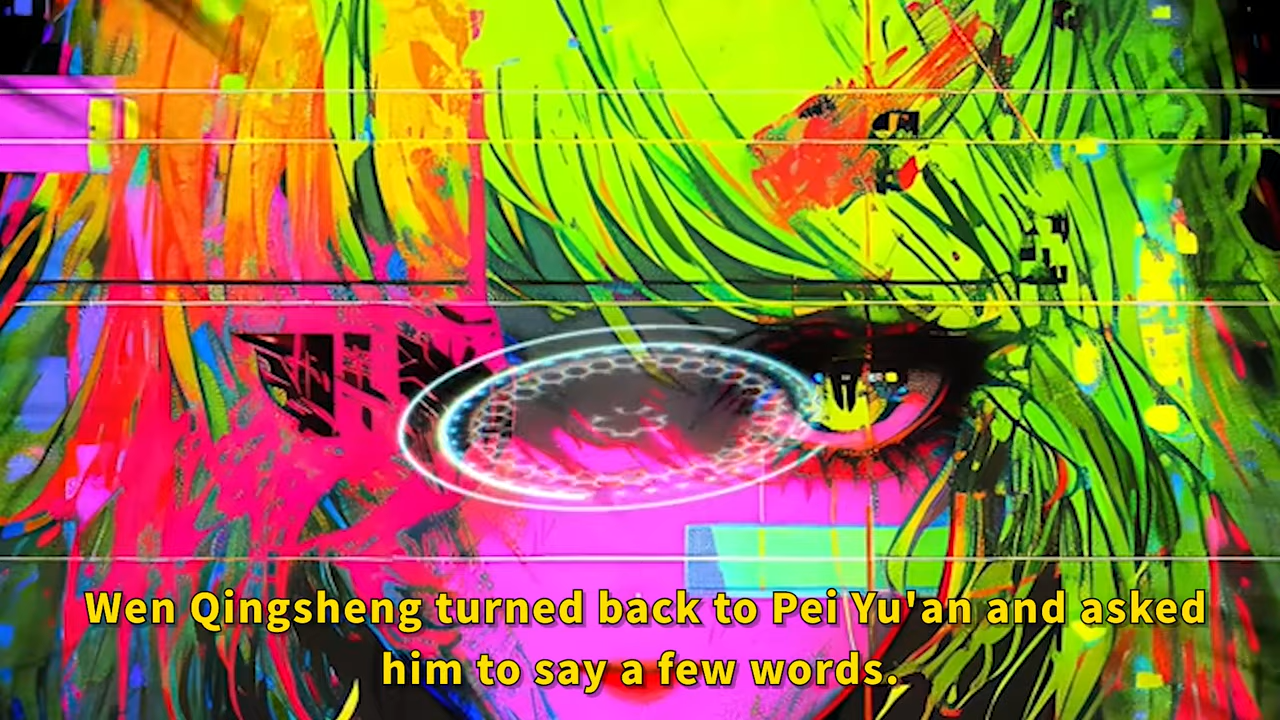 Wen Qingsheng turned back to Pei Yu'an and asked
him to say a few words.